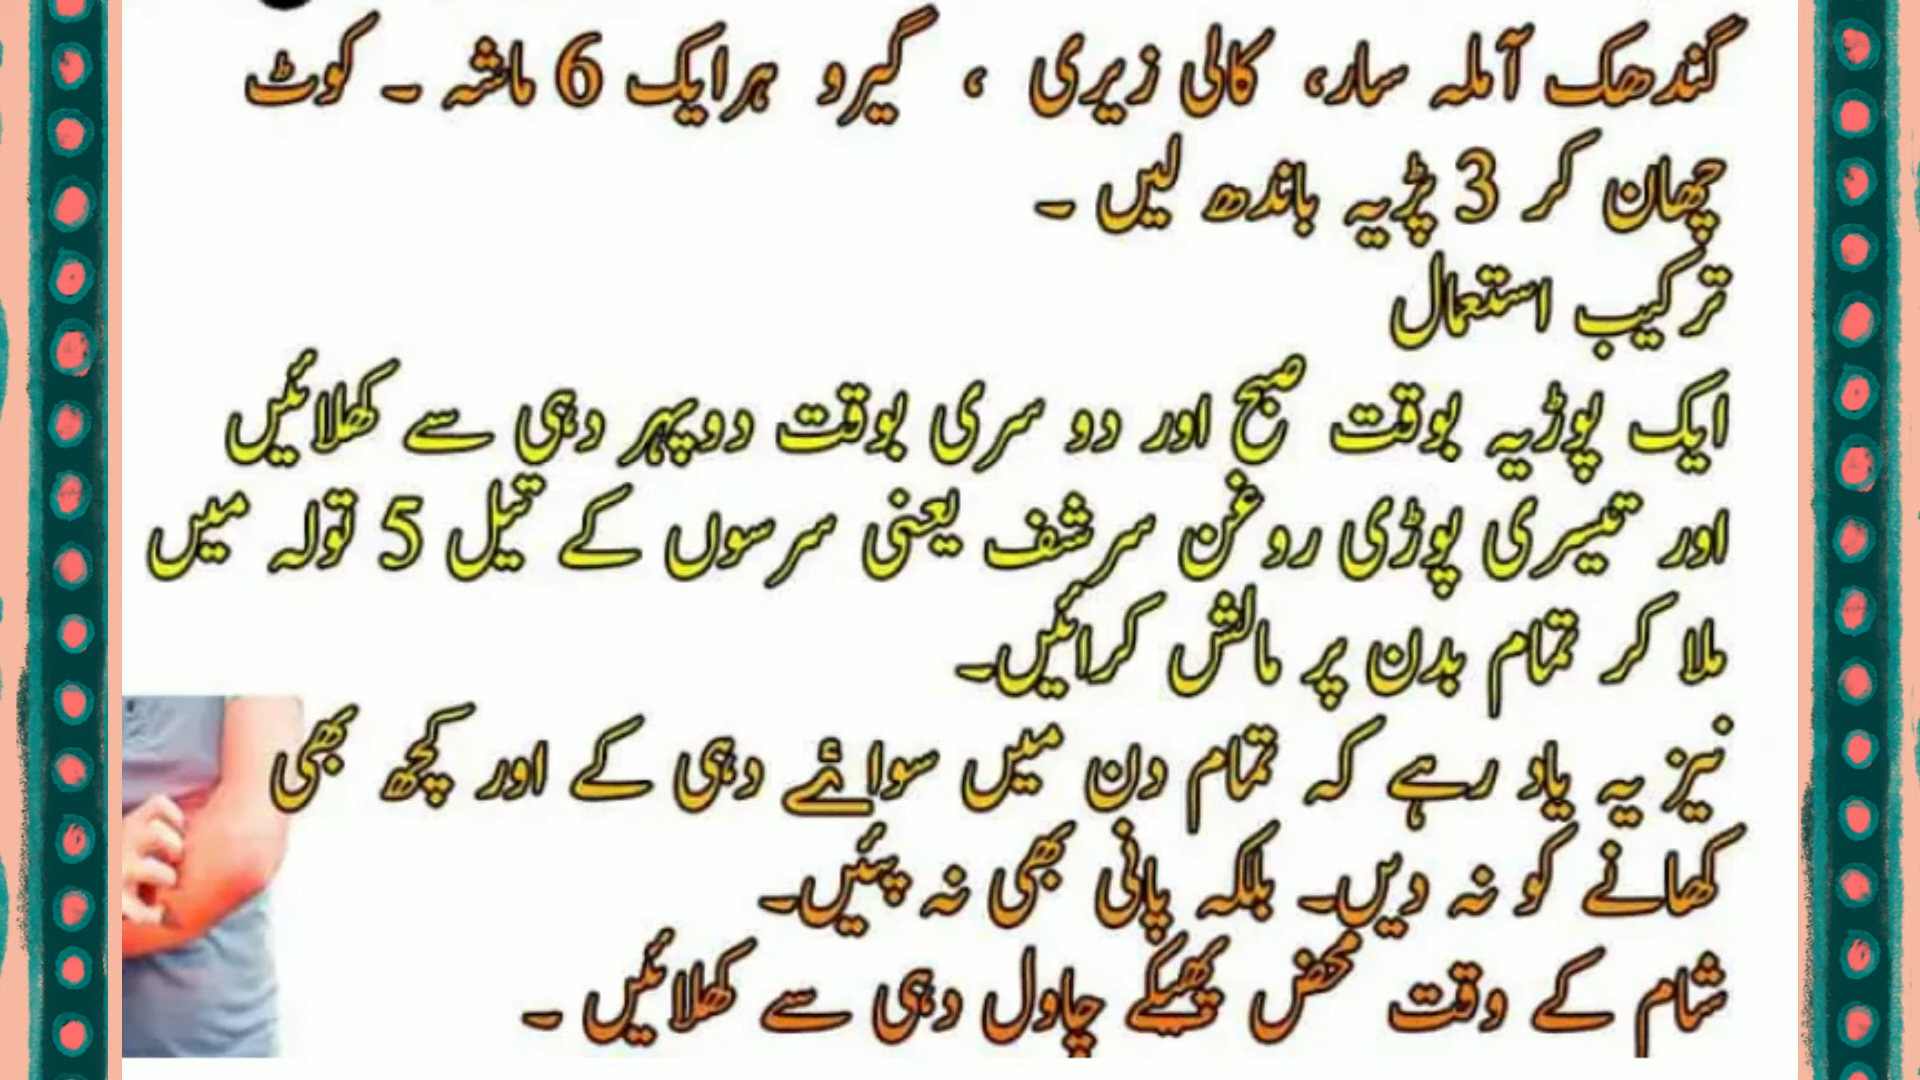 گندھک آملہ سار، کالی زیری ، گیرو ہرایک 6 ماشہ ۔ کوٹ
چھان کر 3 پڑیہ باندھ لیں ۔
ترکیب استعمال
ایک پوڑیہ بوقت صبح اور دو سری بوقت دوپہر دہی سے کھلائیں
اور تیسری پوڑی روغن سرشف یعنی سرسوں کے تیل 5 تولہ میں
ملا کر تمام بدن پر مالش کرائیں۔
نیز یہ یاد رہے کہ تمام دن میں سوائے دہی کے اور کچھ بھی
کھانے کو نہ دیں۔ بلکہ پانی بھی نہ پئیں۔
شام کے وقت محض پھیکے چاول دہی سے کھلائیں ۔